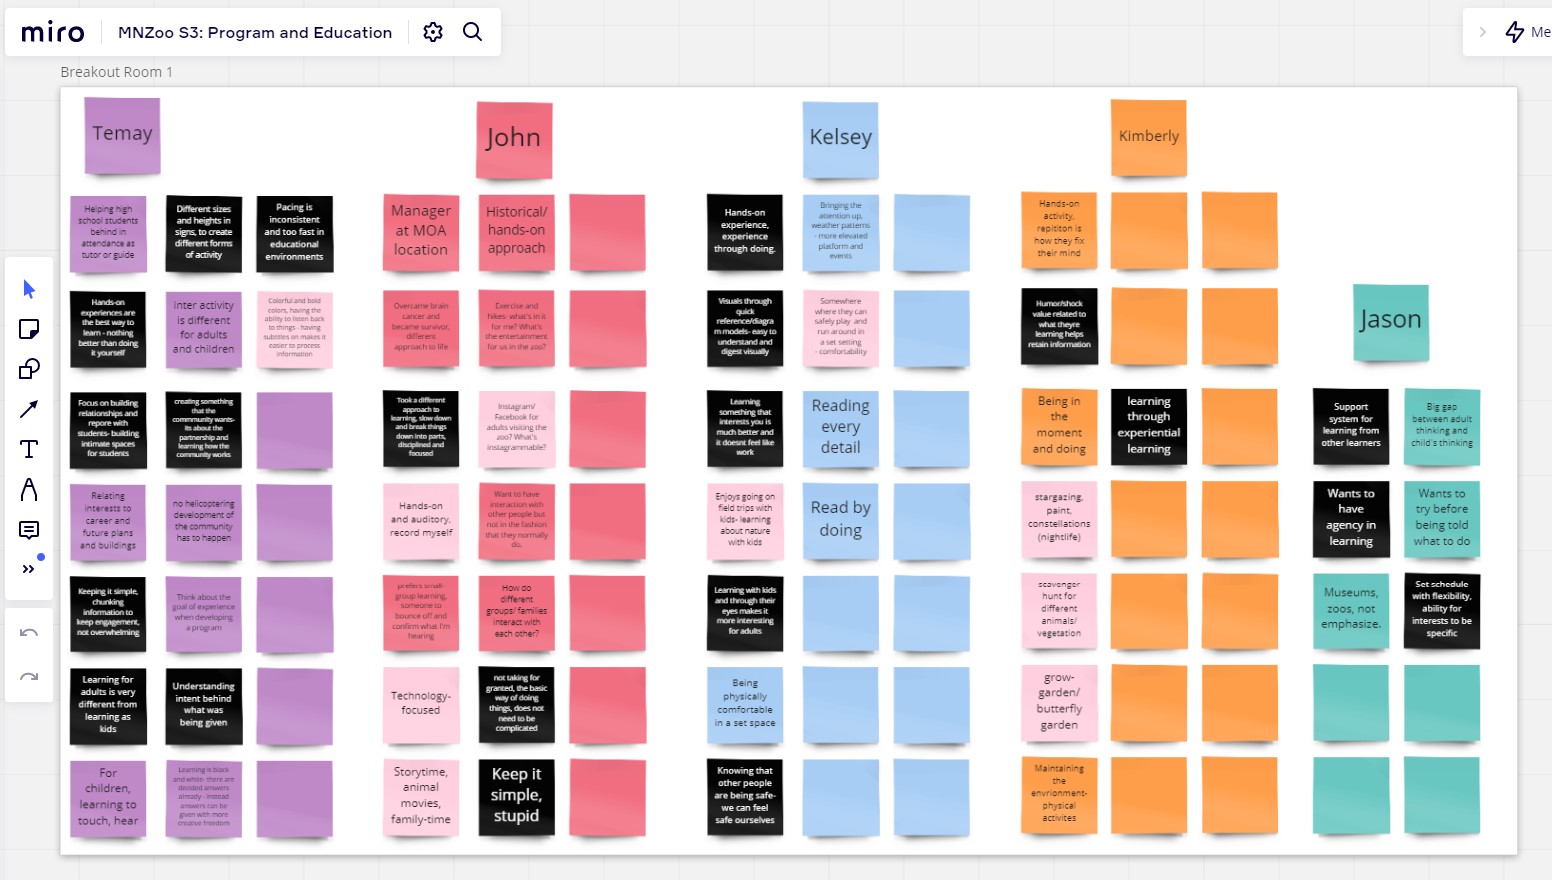 miro
MNZoo S3: Program and Education
Me
Breakout Room 1
Temay
Helping high
school students
behind in
attendance as
tutor or guide
Different sizes
and heights in
signs, to create
different forms
of activity
Pacing is
inconsistent
and too fast in
educational
environments
Hands-on
experiences are
the best way to
learn - nothing
better than doing
it yourself
Inter activity
is different
for adults
and children
Colorful and bold
colors, having the
ability to listen back
to things - having
subtitles on makes it
easier to process
information
Focus on building
relationships and
repore with
students- building
intimate spaces
for students
creating something
that the
commmunity wants-
its about the
partnership and
learning how the
community works
Relating
interests to
career and
future plans
and buildings
no helicoptering
development of
the community
has to happen
Keeping it simple,
chunking
information to
keep engagement,
not overwhelming
Think about the
goal of experience
when developing
a program
Learning for
adults is very
different from
learning as
kids
Understanding
intent behind
what was
being given
For
children,
learning to
touch, hear
Learning is black
and white- there are
decided answers
already - instead
answers can be
given with more
creative freedom
John
Manager
at MOA
location
Historical/
hands-on
approach
Overcame brain
cancer and
became survivor,
different
approach to life
Exercise and
hikes- what's in it
for me? What's
the entertainment
for us in the zoo?
Took a different
approach to
learning, slow down
and break things
down into parts,
disciplined and
focused
Instagram/
Facebook for
adults visiting the
zoo? What's
instagrammable?
Hands-on
and auditory,
record myself
Want to have
interaction with
other people but
not in the fashion
that they normally
do.
prefers small-
group learning,
someone to
bounce off and
confirm what I'm
hearing
How do
different
groups/ families
interact with
each other?
Technology-
focused
not taking for
granted, the basic
way of doing
things, does not
need to be
complicated
Storytime,
animal
movies,
family-time
Keep it
simple,
stupid
Kelsey
Hands-on
experience,
experience
through doing.
Bringing the
attention up,
weather patterns
- more elevated
platform and
events
Visuals through
quick
reference/diagra
m models- easy to
understand and
digest visually
Somewhere
where they can
safely play and
run around in
a set setting
- comfortability
Learning
something that
interests you is
much better and
it doesnt feel like
work
Reading
every
detail
Enjoys going on
field trips with
kids- learning
about nature
with kids
Read by
doing
Learning with kids
and through their
eyes makes it
more interesting
for adults
Being
physically
comfortable
in a set space
Knowing that
other people
are being safe-
we can feel
safe ourselves
Kimberly
Hands-on
activity,
repititon is
how they fix
their mind
Humor/shock
value related to
what theyre
learning helps
retain information
Being in
the
moment
and doing
learning
through
experiential
learning
stargazing,
paint,
constellations
(nightlife)
scavenger
hunt for
different
animals/
vegetation
grow-
garden/
butterfly
garden
Maintaining
the
envrionment-
physical
activites
Jason
Support
system for
learning from
other learners
Big gap
between adult
thinking and
child's thinking
Wants to
have
agency in
learning
Wants to
try before
being told
what to do
Museums,
zoos, not
emphasize.
Set schedule
with flexibility,
ability for
interests to be
specific